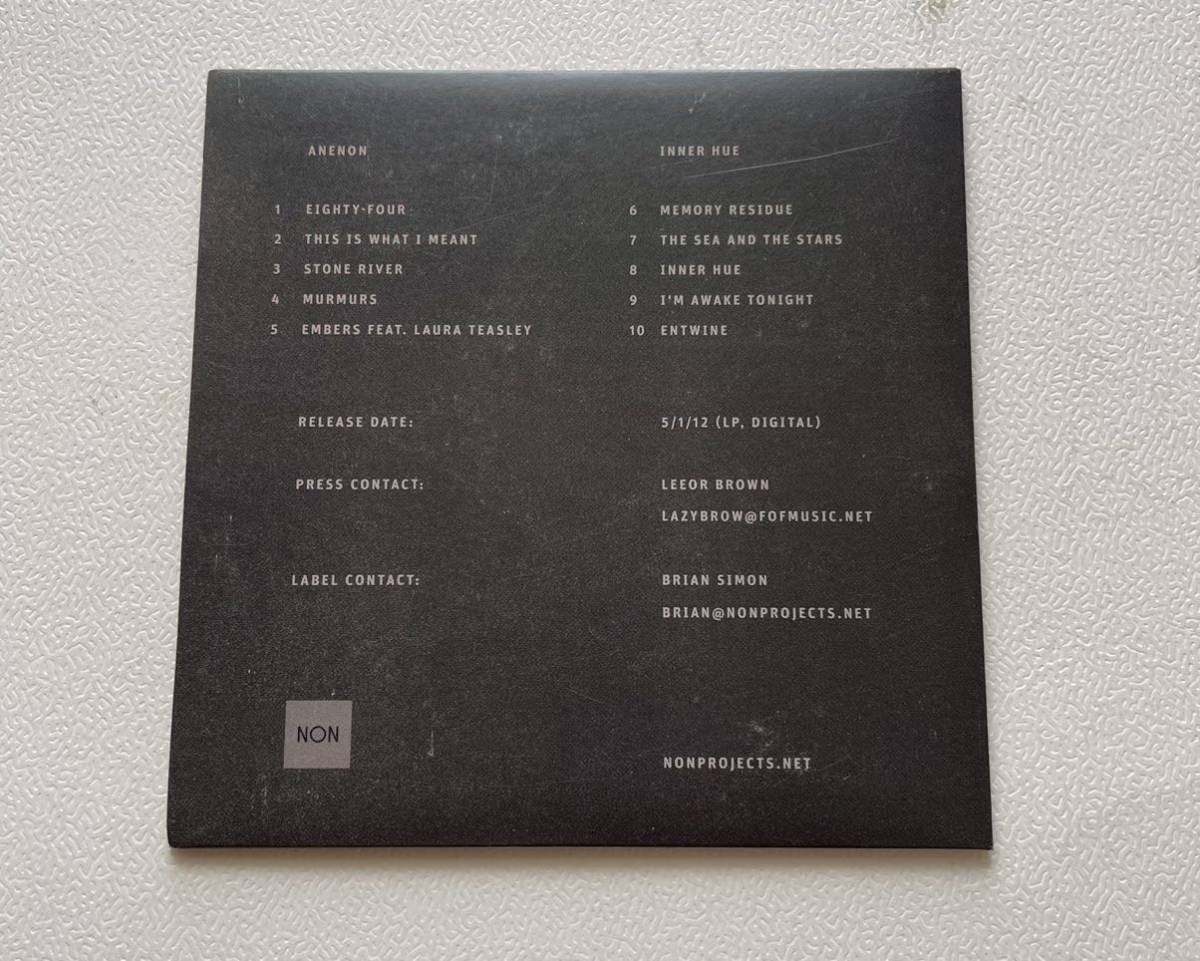 ANENON
INNER HUE
1 EIGHTY-FOUR
2 THIS IS WHAT I MEANT
3 STONE RIVER
4 MURMURS
5 EMBERS FEAT. LAURA TEASLEY
6 MEMORY RESIDUE
7 THE SEA AND THE STARS
8 INNER HUE
9 I'M AWAKE TONIGHT
10 ENTWINE
RELEASE DATE:
5/1/12 (LP, DIGITAL)
PRESS CONTACT:
LEEOR BROWN
LAZYBROW@FOFMUSIC.NET
LABEL CONTACT:
BRIAN SIMON
BRIAN@NONPROJECTS.NET
NON
NONPROJECTS.NET